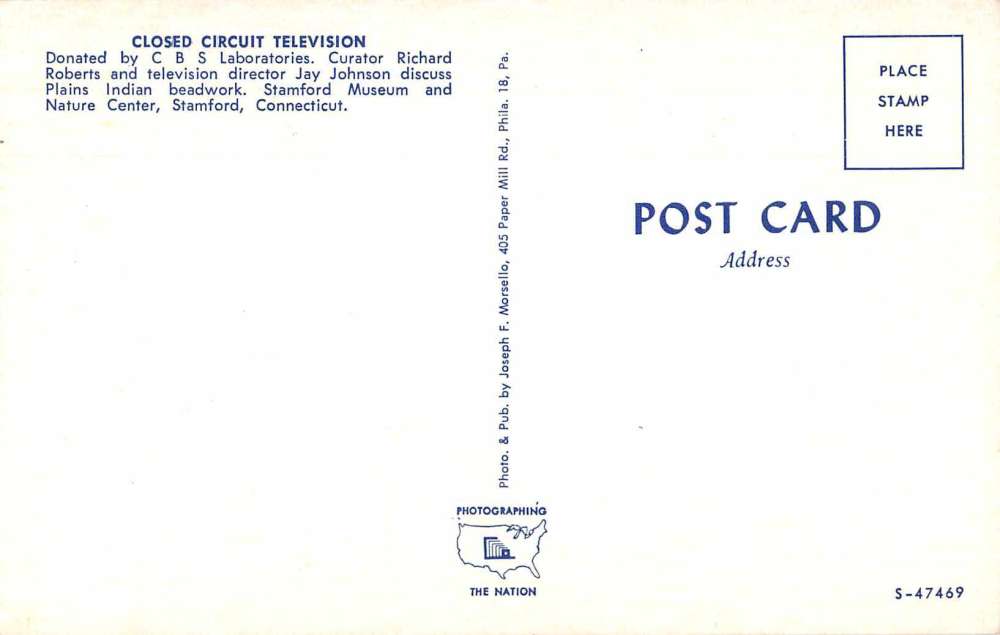 CLOSED CIRCUIT TELEVISION
Donated by C B S Laboratories. Curator Richard
Roberts and television director Jay Johnson discuss
Plains Indian beadwork. Stamford Museum and
Nature Center, Stamford, Connecticut.
Photo. & Pub. by Joseph F. Morsello, 405 Paper Mill Rd., Phila. 18, Pa.
PHOTOGRAPHING
THE NATION
PLACE
STAMP
HERE
POST CARD
Address
S-47469